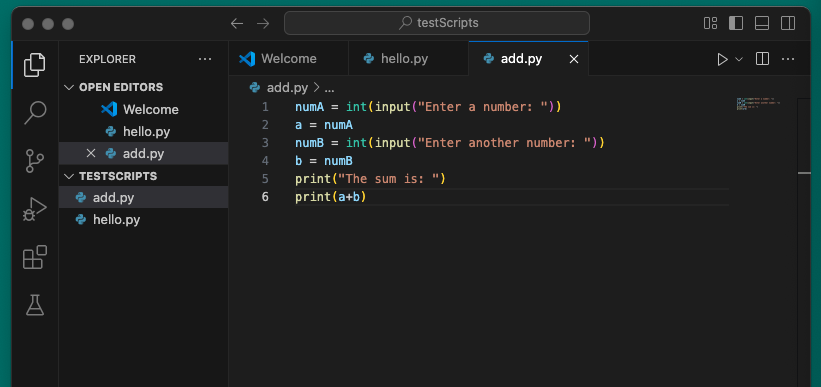 testScripts
EXPLORER ...
OPEN EDITORS
Welcome
hello.py
add.py
TESTSCRIPTS
add.py
hello.py
Welcome hello.py add.py
add.py > ...
1 numA = int(input("Enter a number: "))
2 a = numA
3 numB = int(input("Enter another number: "))
4 b = numB
5 print("The sum is: ")
6 print(a+b)